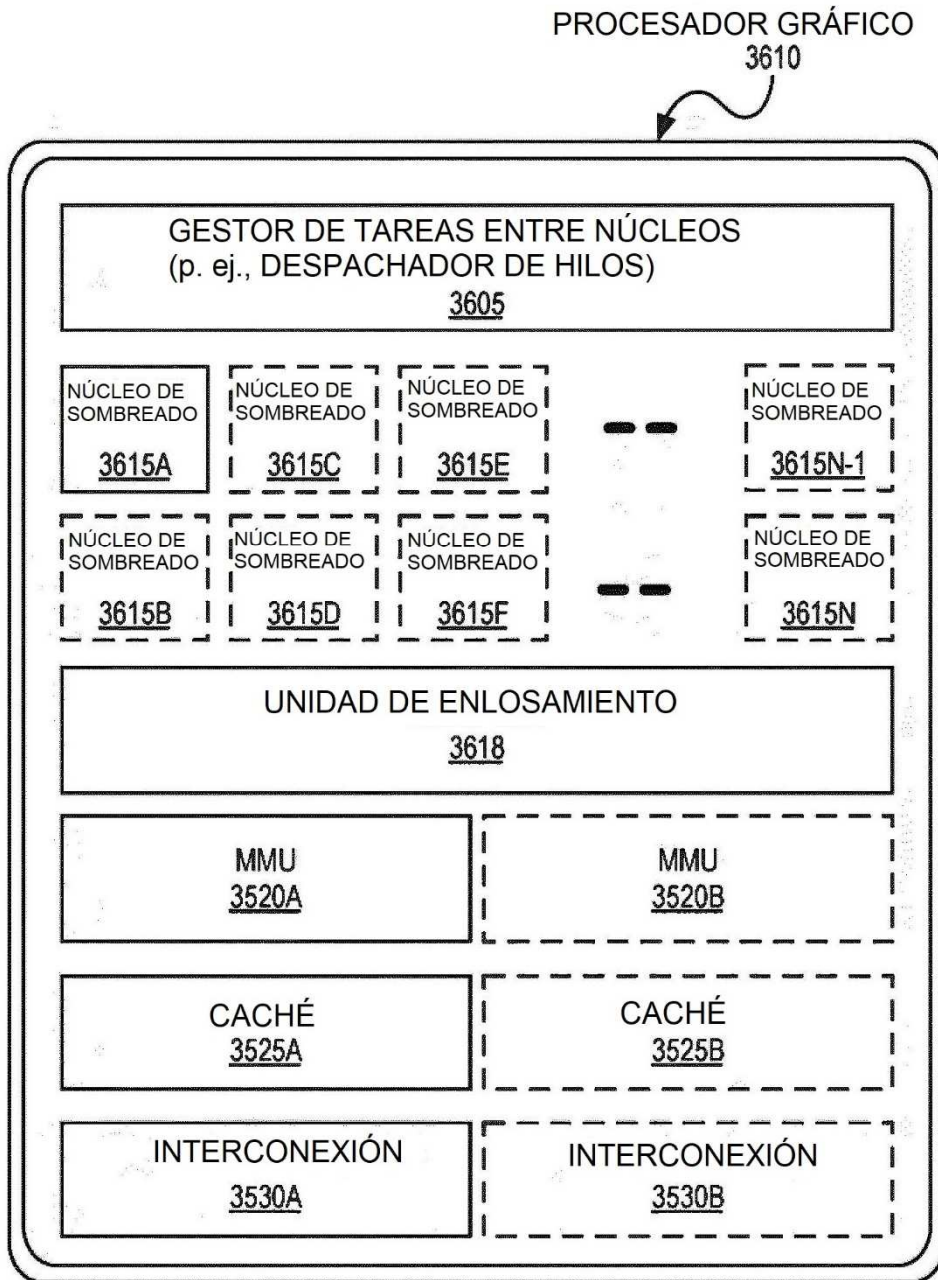 PROCESADOR GRÁFICO
3610
GESTOR DE TAREAS ENTRE NÚCLEOS
(p. ej., DESPACHADOR DE HILOS)
3605
NÚCLEO DE
SOMBREADO
3615A
NÚCLEO DE
SOMBREADO
3615C
NÚCLEO DE
SOMBREADO
3615E
NÚCLEO DE
SOMBREADO
3615N-1
NÚCLEO DE
SOMBREADO
3615B
NÚCLEO DE
SOMBREADO
3615D
NÚCLEO DE
SOMBREADO
3615F
NÚCLEO DE
SOMBREADO
3615N
UNIDAD DE ENLOSAMIENTO
3618
MMU
3520A
MMU
3520B
CACHÉ
3525A
CACHÉ
3525B
INTERCONEXIÓN
3530A
INTERCONEXIÓN
3530B